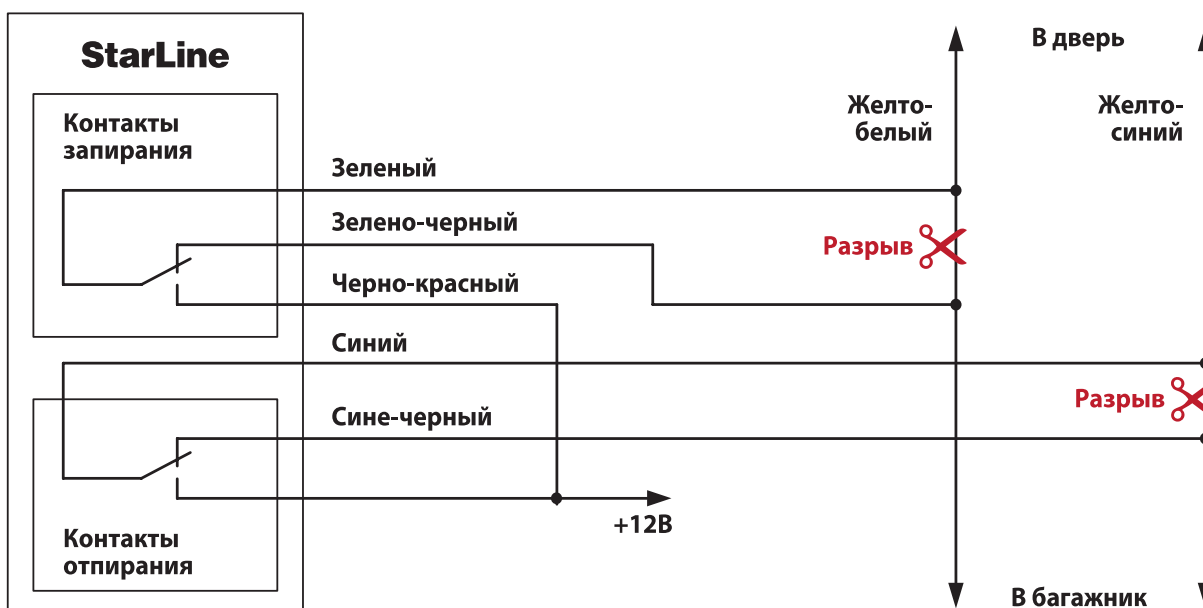 StarLine
В дверь
Контакты
запирания
Желто-
белый
Желто-
синий
Зеленый
Зелено-черный
Разрыв
Черно-красный
Синий
Разрыв
Сине-черный
+12В
Контакты
отпирания
В багажник